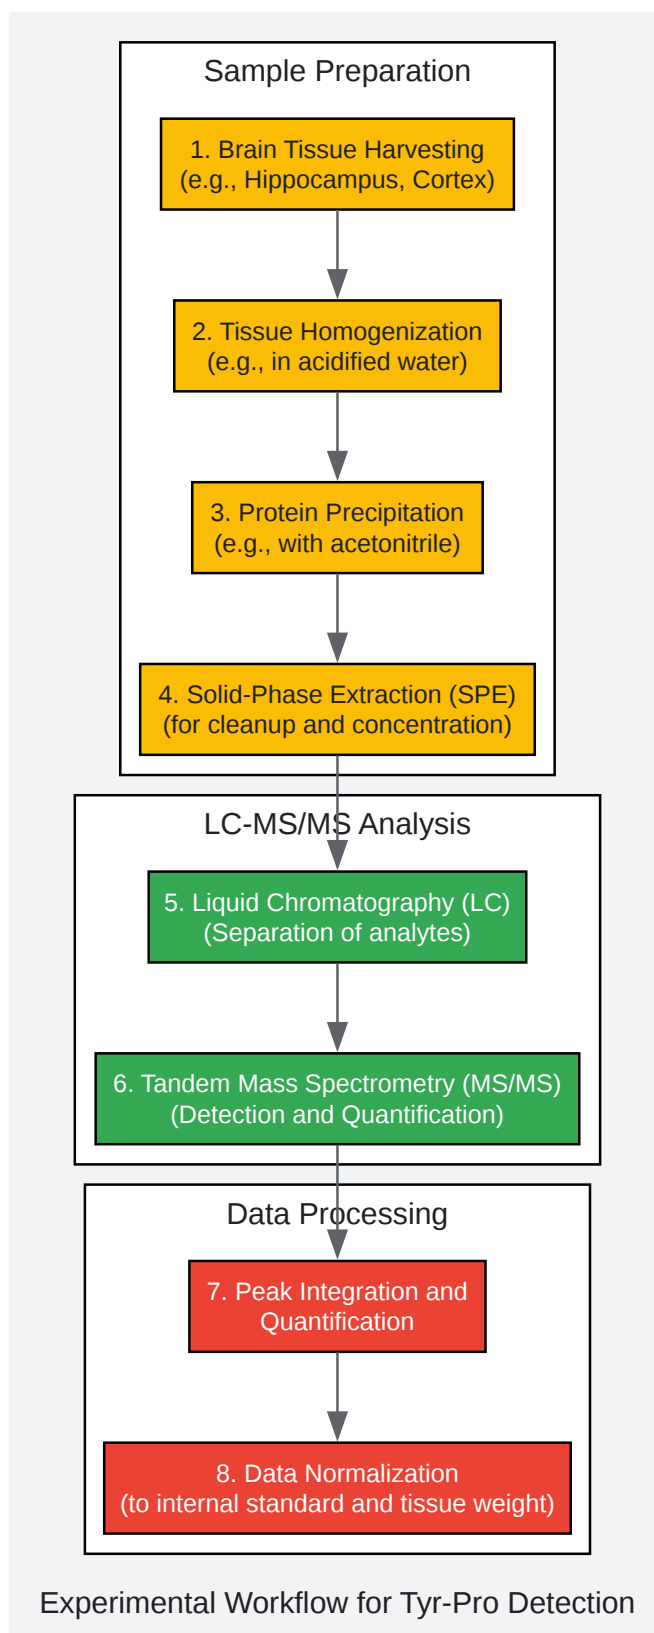 Sample Preparation
1. Brain Tissue Harvesting
(e.g., Hippocampus, Cortex)
2. Tissue Homogenization
(e.g., in acidified water)
3. Protein Precipitation
(e.g., with acetonitrile)
4. Solid-Phase Extraction (SPE)
(for cleanup and concentration)
LC-MS/MS Analysis
5. Liquid Chromatography (LC)
(Separation of analytes)
6. Tandem Mass Spectrometry (MS/MS)
(Detection and Quantification)
Data Processing
7. Peak Integration and
Quantification
8. Data Normalization
(to internal standard and tissue weight)
Experimental Workflow for Tyr-Pro Detection